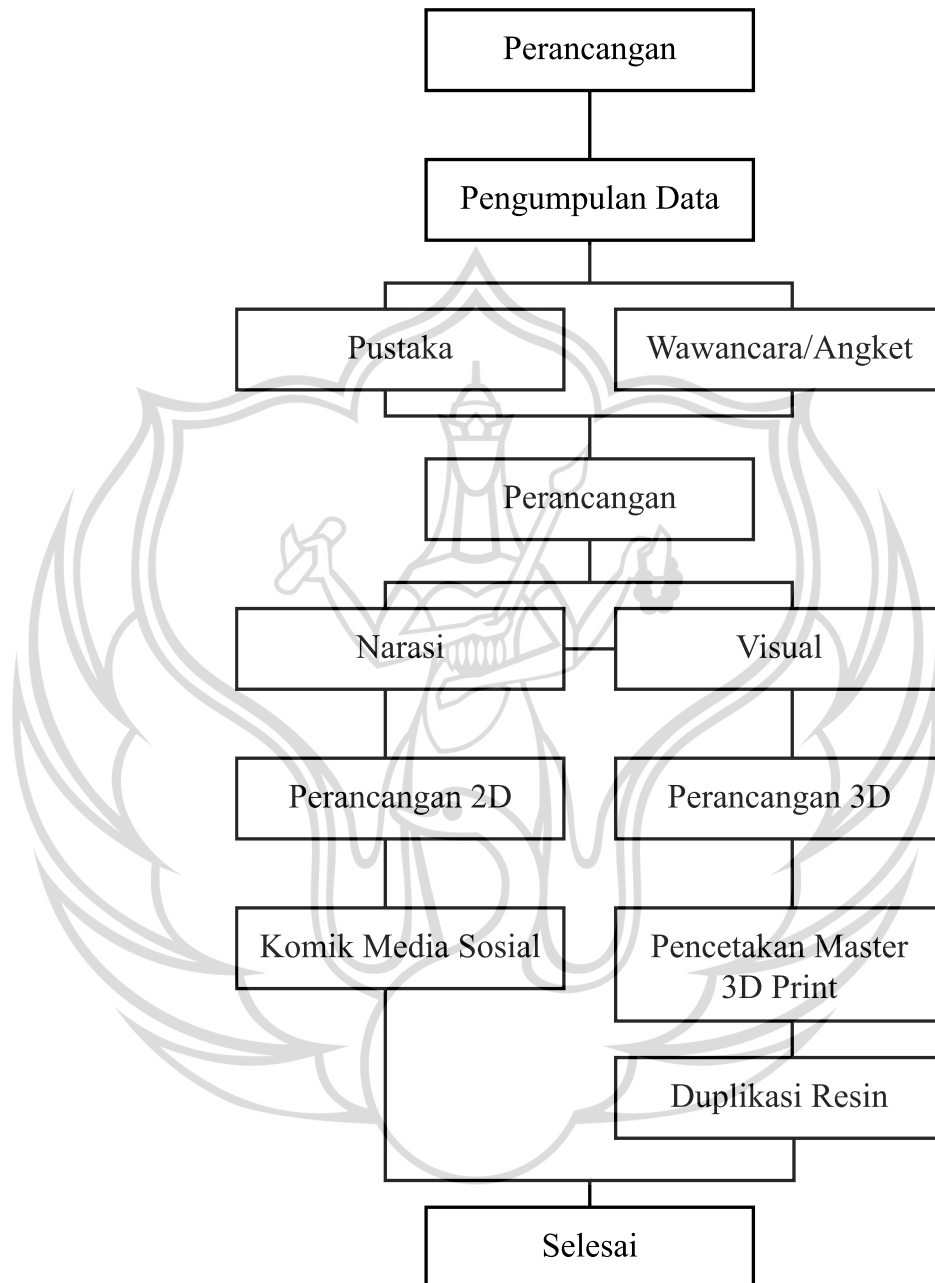 Perancangan
Pengumpulan Data
Pustaka
Wawancara/Angket
Perancangan
Narasi
Visual
Perancangan 2D
Perancangan 3D
Komik Media Sosial
Pencetakan Master
3D Print
Duplikasi Resin
Selesai